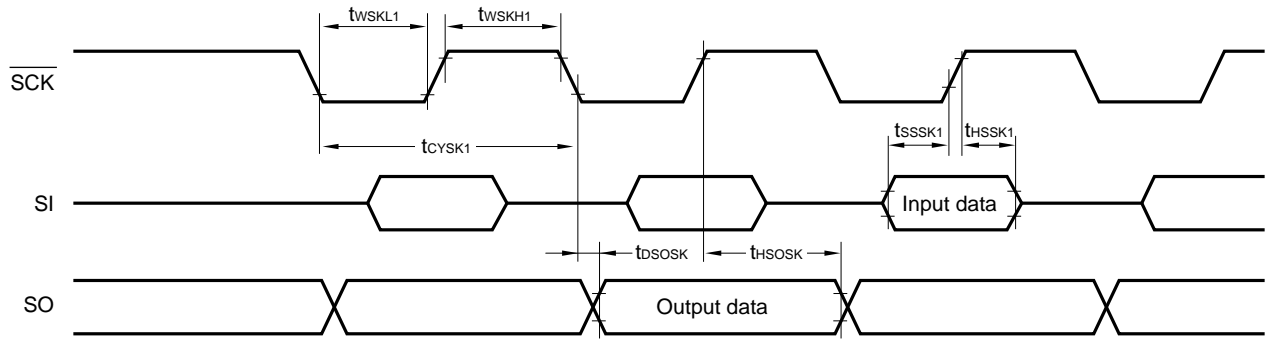 tWSKL1 tWSKH1
SCK
tCYSK1 tSSSK1 tHSSK1
SI Input data
tDSOSK tHSOSK
SO Output data